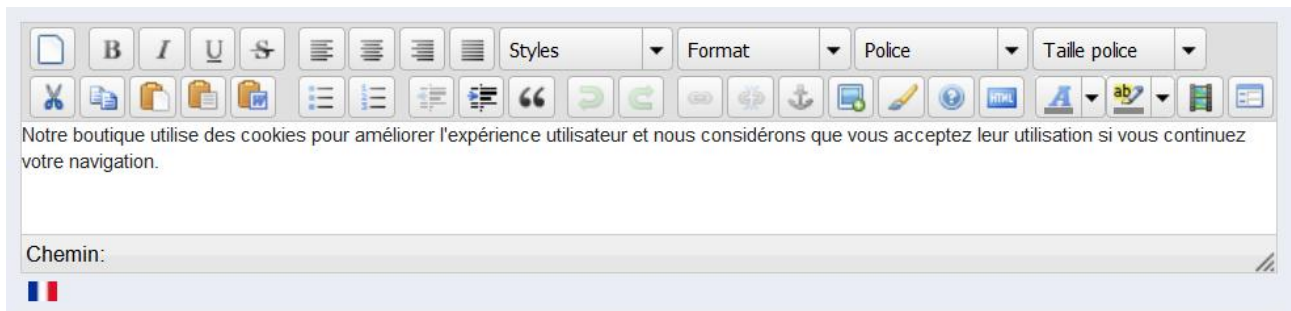 B I U S Styles Format Police Taille police
HTML A ab
Notre boutique utilise des cookies pour améliorer l'expérience utilisateur et nous considérons que vous acceptez leur utilisation si vous continuez
votre navigation.
Chemin: